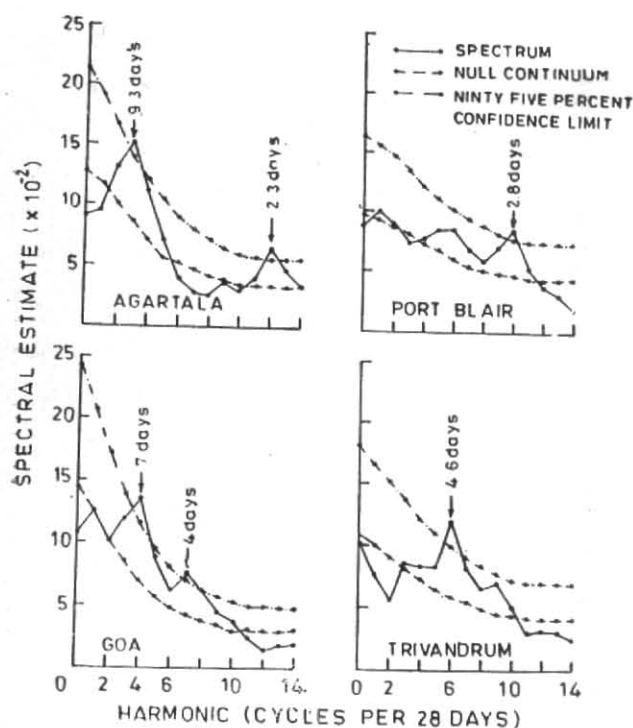 25
20
15
10
5
9.3 days
2.3 days
AGARTALA
2.8 days
PORT BLAIR
SPECTRUM
NULL CONTINUUM
NINTY FIVE PERCENT
CONFIDENCE LIMIT
SPECTRAL ESTIMATE (x 10⁻²)
25
20
15
10
5
7 days
4 days
GOA
4.6 days
TRIVANDRUM
0 2 6 10 14
0 2 6 10 14
HARMONIC (CYCLES PER 28 DAYS)